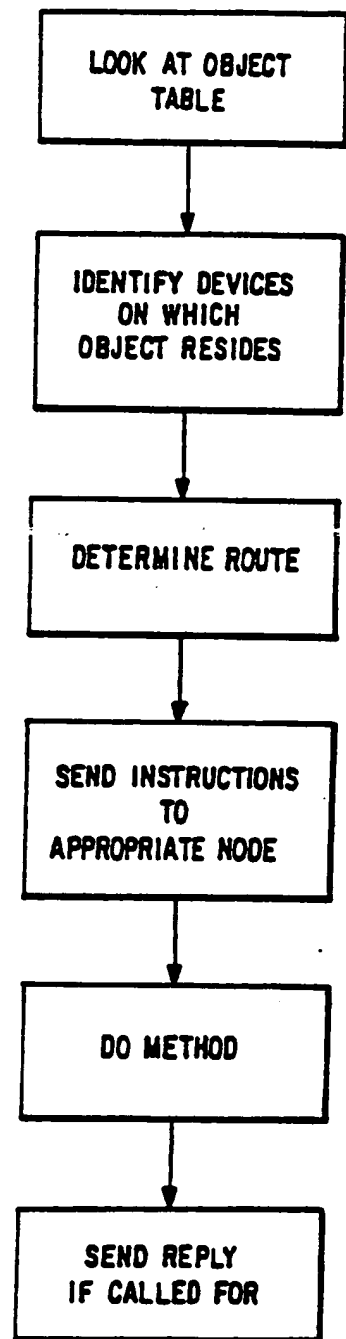 LOOK AT OBJECT
TABLE
IDENTIFY DEVICES
ON WHICH
OBJECT RESIDES
DETERMINE ROUTE
SEND INSTRUCTIONS
TO
APPROPRIATE NODE
DO METHOD
SEND REPLY
IF CALLED FOR